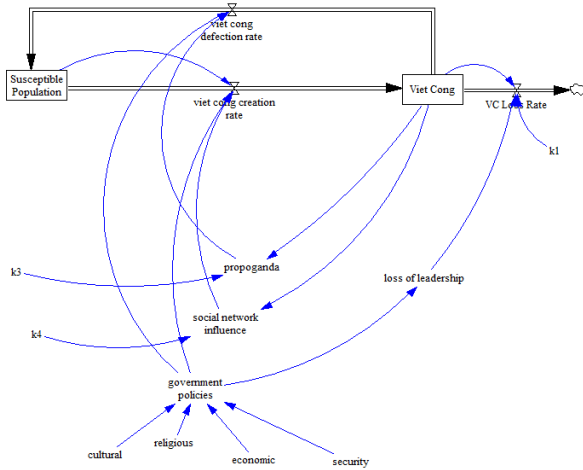 viet cong
defection rate
Susceptible
Population
viet cong creation
rate
Viet Cong
VC Loss Rate
k1
propoganda
loss of leadership
k3
social network
influence
k4
government
policies
cultural
religious
economic
security